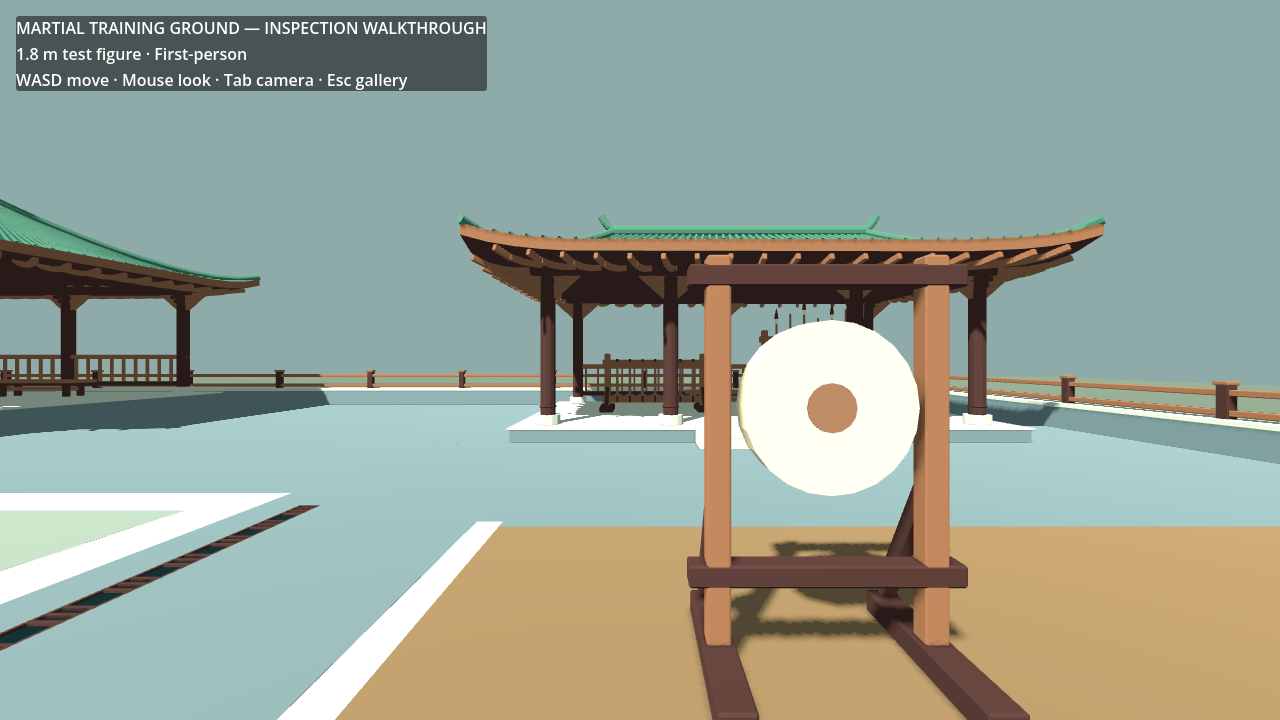 MARTIAL TRAINING GROUND — INSPECTION WALKTHROUGH
1.8 m test figure · First-person
WASD move · Mouse look · Tab camera · Esc gallery